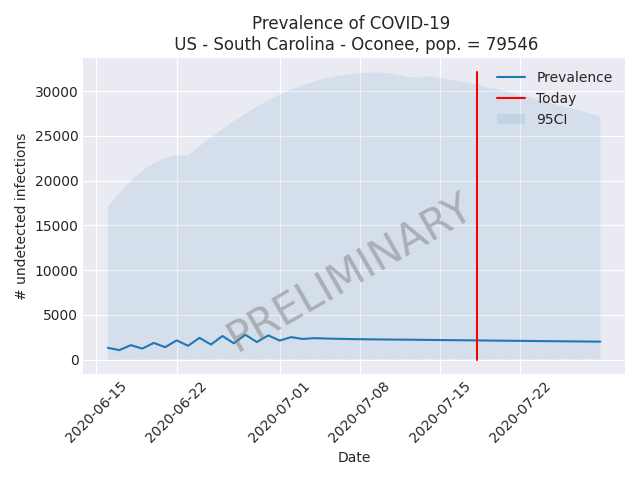 Prevalence of COVID-19
US - South Carolina - Oconee, pop. = 79546
Prevalence
Today
95CI
30000
25000
20000
15000
10000
5000
0
# undetected infections
PRELIMINARY
2020-06-15
2020-06-22
2020-07-01
2020-07-08
2020-07-15
2020-07-22
Date